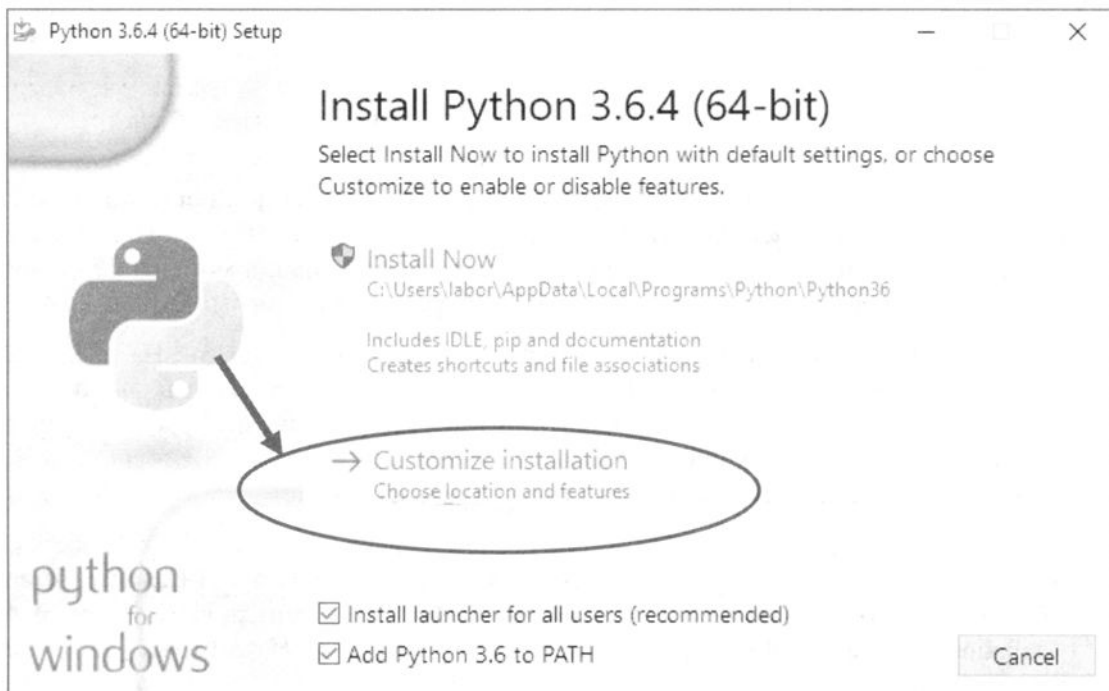 Python 3.6.4 (64-bit) Setup
Install Python 3.6.4 (64-bit)
Select Install Now to install Python with default settings, or choose
Customize to enable or disable features.
Install Now
C:\Users\labor\AppData\Local\Programs\Python\Python36
Includes IDLE, pip and documentation
Creates shortcuts and file associations
→ Customize installation
Choose location and features
python
for
windows
Install launcher for all users (recommended)
Add Python 3.6 to PATH
Cancel